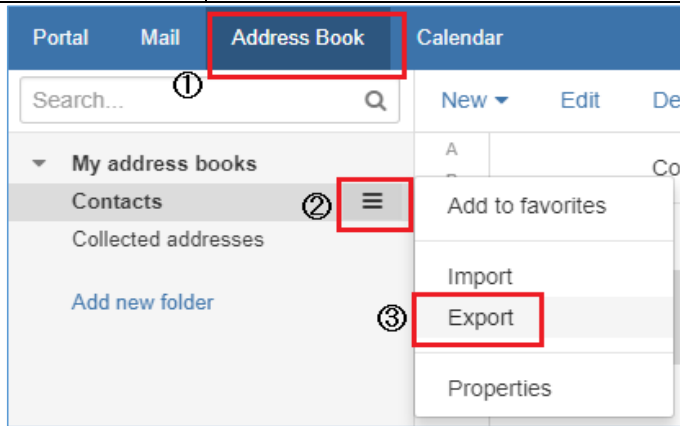 Portal Mail Address Book Calendar
①
Search...
New Edit De
My address books
A
Co
Contacts
②
Add to favorites
Collected addresses
Import
Add new folder
③
Export
Properties